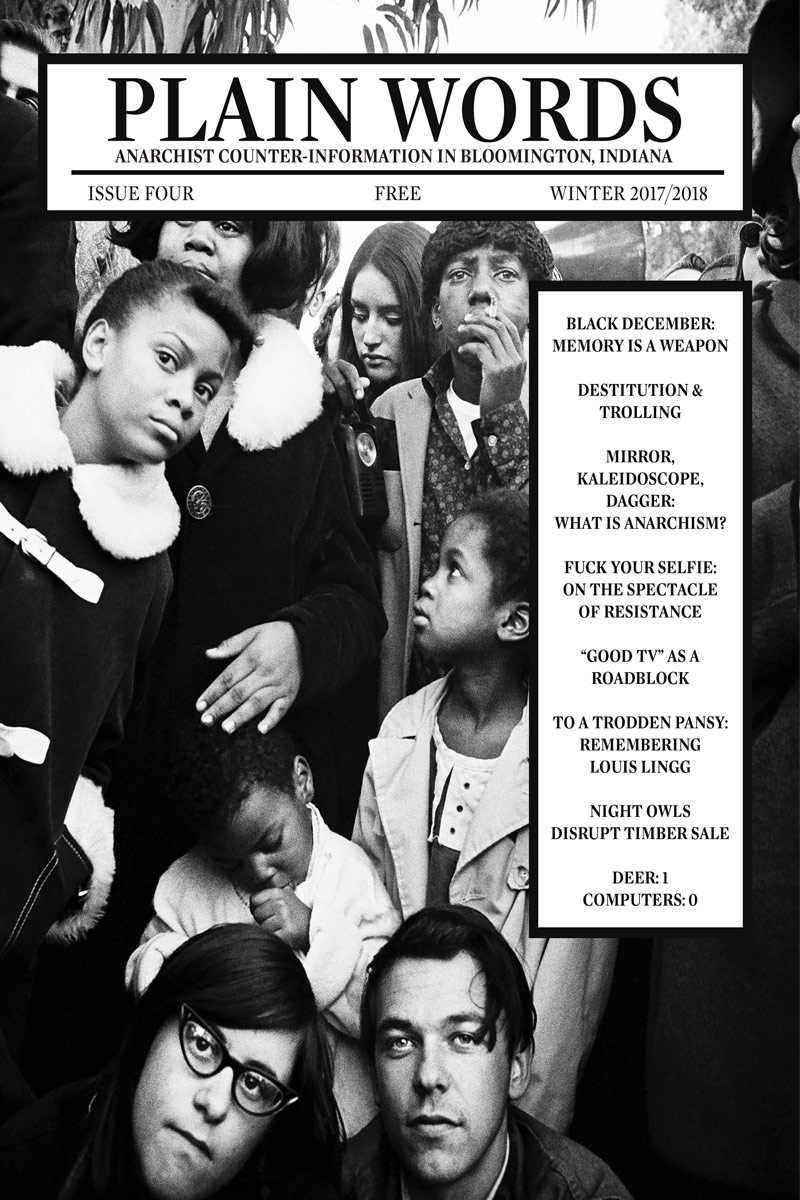 PLAIN WORDS
ANARCHIST COUNTER-INFORMATION IN BLOOMINGTON, INDIANA
ISSUE FOUR FREE WINTER 2017/2018
BLACK DECEMBER:
MEMORY IS A WEAPON
DESTITUTION &
TROLLING
MIRROR,
KALEIDOSCOPE,
DAGGER:
WHAT IS ANARCHISM?
FUCK YOUR SELFIE:
ON THE SPECTACLE
OF RESISTANCE
“GOOD TV” AS A
ROADBLOCK
TO A TRODDEN PANSY:
REMEMBERING
LOUIS LINGG
NIGHT OWLS
DISRUPT TIMBER SALE
DEER: 1
COMPUTERS: 0